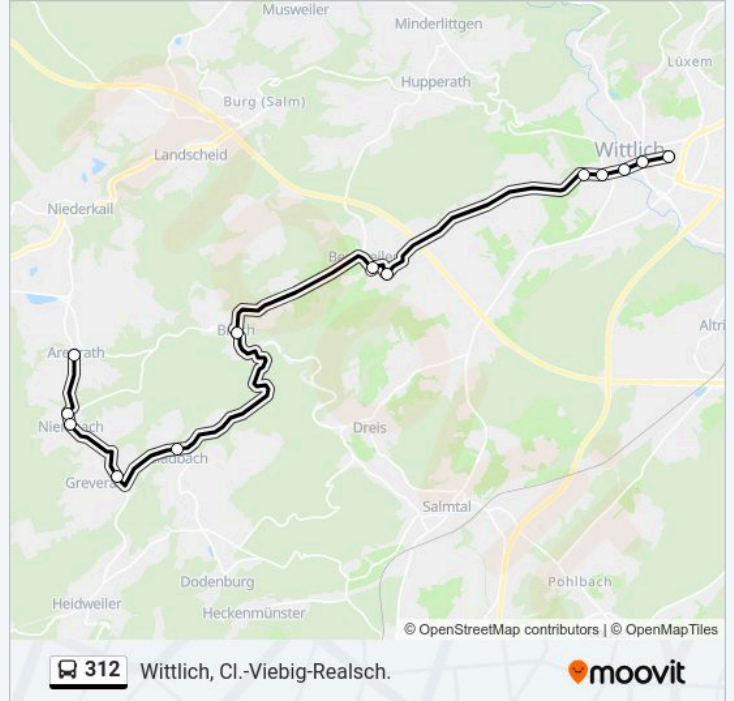 Musweiler
Minderlittgen
Lüxem
Hupperath
Burg (Salm)
Wittlich
Landscheid
Niederkail
Altri
Dreis
Salmtal
Pohlbach
Dodenburg
Heidweiler
Heckenmünster
© OpenStreetMap contributors | © OpenMapTiles
312 Wittlich, Cl.-Viebig-Realsch.
moovit